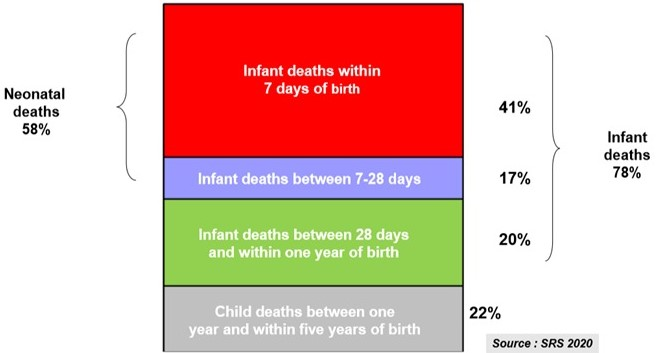 Neonatal
deaths
58%
Infant deaths within
7 days of birth
41%
Infant deaths between 7-28 days
17%
Infant deaths between 28 days
and within one year of birth
20%
Infant
deaths
78%
Child deaths between one
year and within five years of birth
22%
Source : SRS 2020